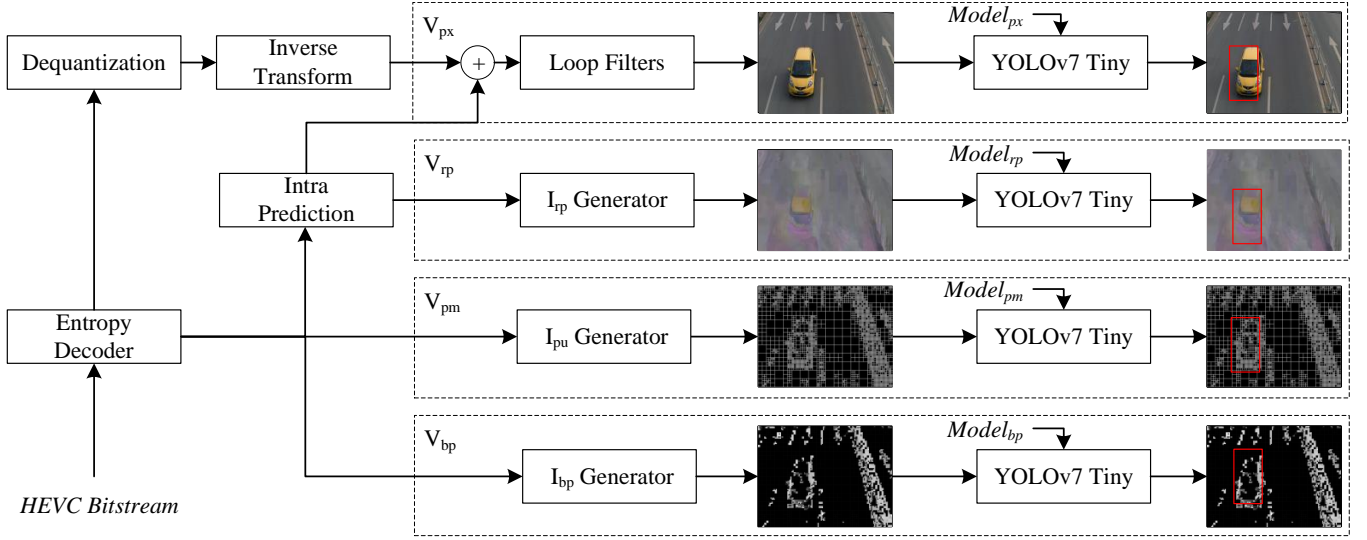 V_px
Model_px
Dequantization
Inverse
Transform
+
Loop Filters
YOLOv7 Tiny
V_rp
Model_rp
Intra
Prediction
I_rp Generator
YOLOv7 Tiny
V_pm
Model_pm
Entropy
Decoder
I_pu Generator
YOLOv7 Tiny
V_bp
Model_bp
I_bp Generator
YOLOv7 Tiny
HEVC Bitstream